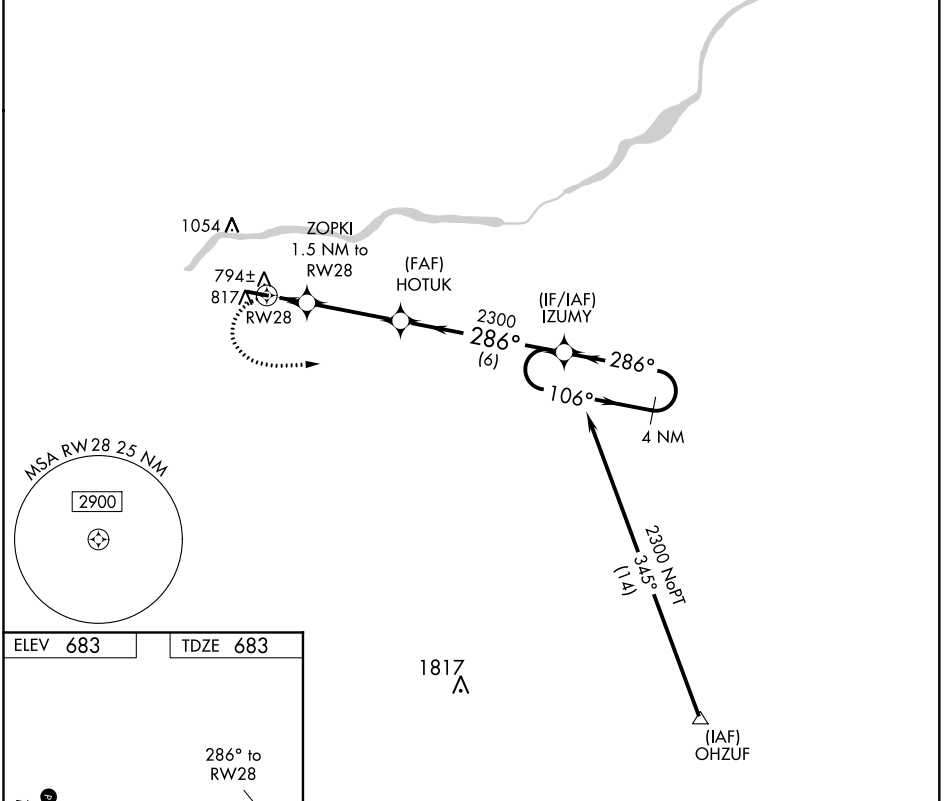 1054
ZOPKI
1.5 NM to
RW28
(FAF)
HOTUK
794±
817
RW28
(IF/IAF)
IZUMY
2300
286°
(6)
286°
106°
4 NM
MSA RW 28 25 NM
2900
2300 NoPT
345°
(14)
ELEV 683
TDZE 683
1817
(IAF)
OHZUF
286° to
RW28
P